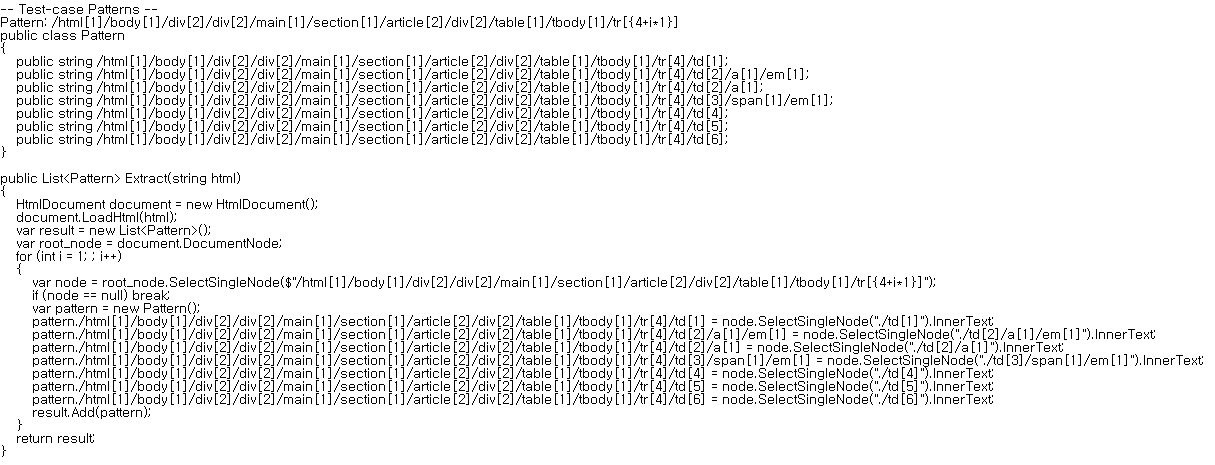 -- Test-case Patterns --
Pattern: /html[1]/body[1]/div[2]/div[2]/main[1]/section[1]/article[2]/div[2]/table[1]/tbody[1]/tr[{4+i*1}]
public class Pattern
{
    public string /html[1]/body[1]/div[2]/div[2]/main[1]/section[1]/article[2]/div[2]/table[1]/tbody[1]/tr[4]/td[1];
    public string /html[1]/body[1]/div[2]/div[2]/main[1]/section[1]/article[2]/div[2]/table[1]/tbody[1]/tr[4]/td[2]/a[1]/em[1];
    public string /html[1]/body[1]/div[2]/div[2]/main[1]/section[1]/article[2]/div[2]/table[1]/tbody[1]/tr[4]/td[2]/a[1];
    public string /html[1]/body[1]/div[2]/div[2]/main[1]/section[1]/article[2]/div[2]/table[1]/tbody[1]/tr[4]/td[3]/span[1]/em[1];
    public string /html[1]/body[1]/div[2]/div[2]/main[1]/section[1]/article[2]/div[2]/table[1]/tbody[1]/tr[4]/td[4];
    public string /html[1]/body[1]/div[2]/div[2]/main[1]/section[1]/article[2]/div[2]/table[1]/tbody[1]/tr[4]/td[5];
    public string /html[1]/body[1]/div[2]/div[2]/main[1]/section[1]/article[2]/div[2]/table[1]/tbody[1]/tr[4]/td[6];
}

public List<Pattern> Extract(string html)
{
    HtmlDocument document = new HtmlDocument();
    document.LoadHtml(html);
    var result = new List<Pattern>();
    var root_node = document.DocumentNode;
    for (int i = 1; ; i++)
    {
        var node = root_node.SelectSingleNode($"/html[1]/body[1]/div[2]/div[2]/main[1]/section[1]/article[2]/div[2]/table[1]/tbody[1]/tr[{4+i*1}]");
        if (node == null) break;
        var pattern = new Pattern();
        pattern./html[1]/body[1]/div[2]/div[2]/main[1]/section[1]/article[2]/div[2]/table[1]/tbody[1]/tr[4]/td[1] = node.SelectSingleNode("./td[1]").InnerText;
        pattern./html[1]/body[1]/div[2]/div[2]/main[1]/section[1]/article[2]/div[2]/table[1]/tbody[1]/tr[4]/td[2]/a[1]/em[1] = node.SelectSingleNode("./td[2]/a[1]/em[1]").InnerText;
        pattern./html[1]/body[1]/div[2]/div[2]/main[1]/section[1]/article[2]/div[2]/table[1]/tbody[1]/tr[4]/td[2]/a[1] = node.SelectSingleNode("./td[2]/a[1]").InnerText;
        pattern./html[1]/body[1]/div[2]/div[2]/main[1]/section[1]/article[2]/div[2]/table[1]/tbody[1]/tr[4]/td[3]/span[1]/em[1] = node.SelectSingleNode("./td[3]/span[1]/em[1]").InnerText;
        pattern./html[1]/body[1]/div[2]/div[2]/main[1]/section[1]/article[2]/div[2]/table[1]/tbody[1]/tr[4]/td[4] = node.SelectSingleNode("./td[4]").InnerText;
        pattern./html[1]/body[1]/div[2]/div[2]/main[1]/section[1]/article[2]/div[2]/table[1]/tbody[1]/tr[4]/td[5] = node.SelectSingleNode("./td[5]").InnerText;
        pattern./html[1]/body[1]/div[2]/div[2]/main[1]/section[1]/article[2]/div[2]/table[1]/tbody[1]/tr[4]/td[6] = node.SelectSingleNode("./td[6]").InnerText;
        result.Add(pattern);
    }
    return result;
}